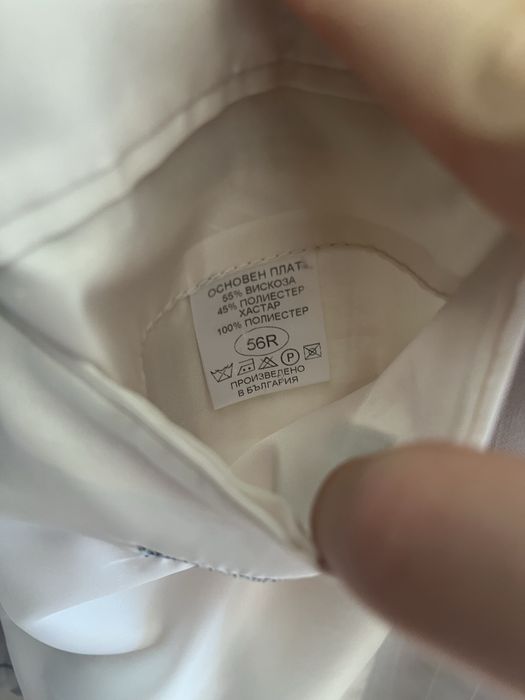 ОСНОВЕН ПЛАТ
55% ВИСКОЗА
45% ПОЛИЕСТЕР
ХАСТАР
100% ПОЛИЕСТЕР
56R
P
ПРОИЗВЕДЕНО
В БЪЛГАРИЯ